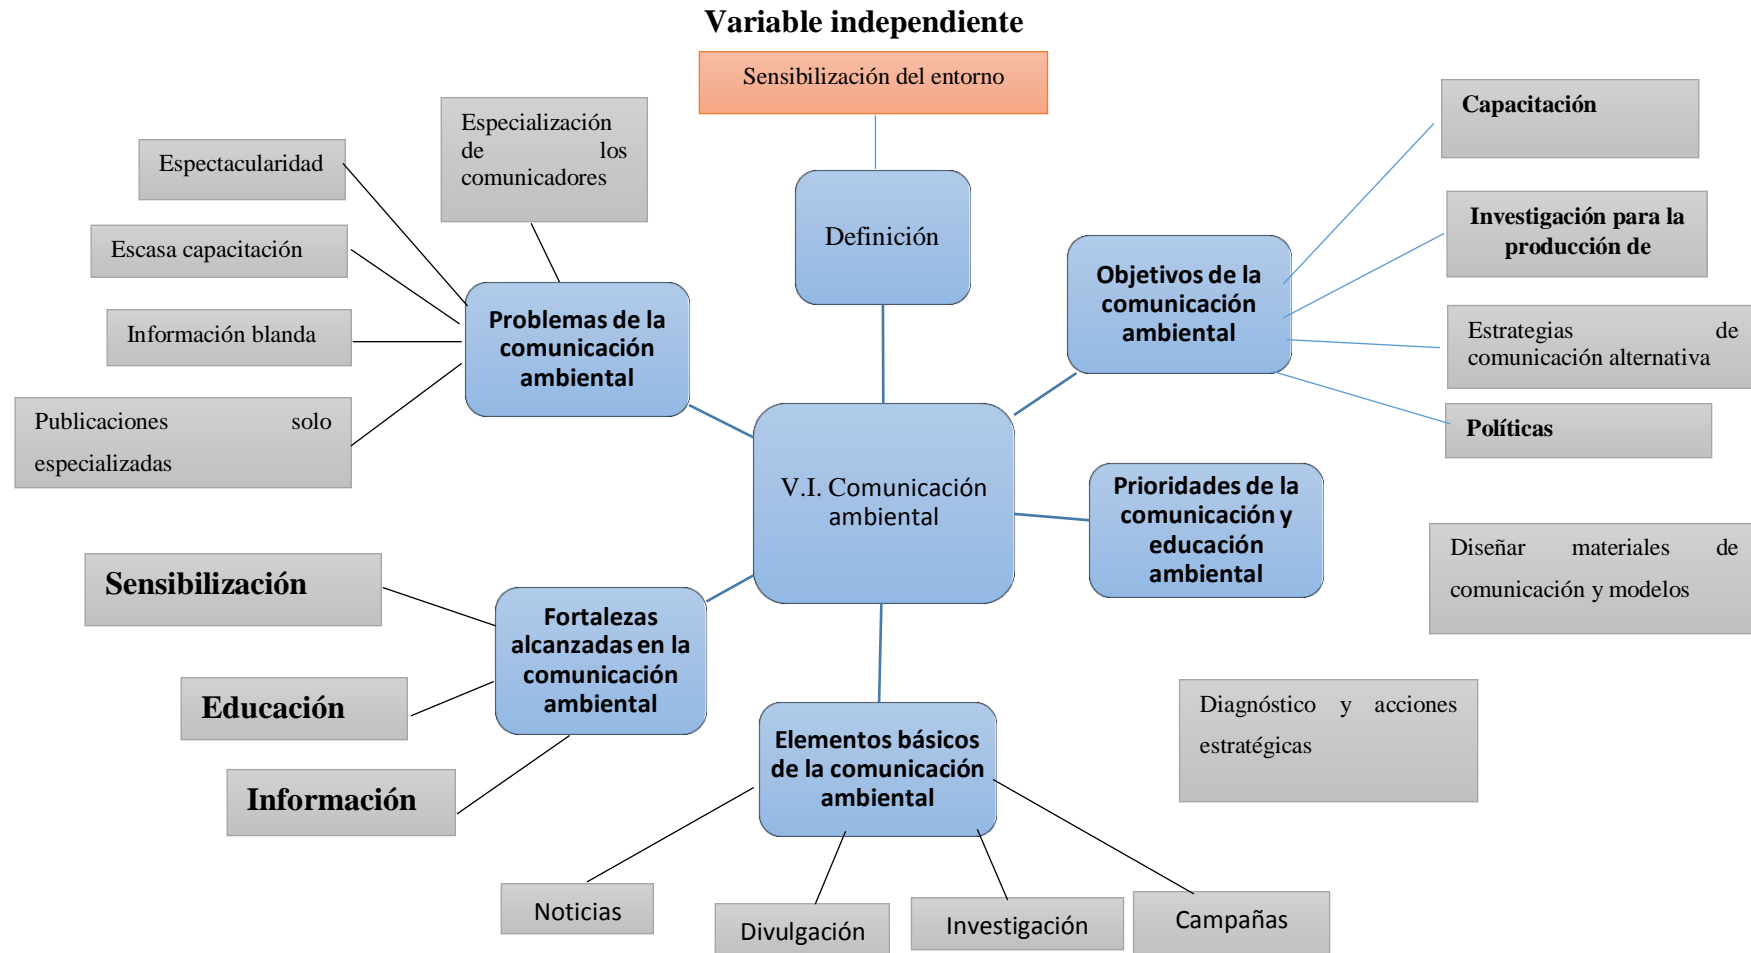 Variable independiente
Sensibilización del entorno
Definición
Especialización
de los
comunicadores
Espectacularidad
Escasa capacitación
Información blanda
Publicaciones solo
especializadas
Problemas de la
comunicación
ambiental
Capacitación
Investigación para la
producción de
Estrategias de
comunicación alternativa
Políticas
Objetivos de la
comunicación
ambiental
V.I. Comunicación
ambiental
Prioridades de la
comunicación y
educación
ambiental
Diseñar materiales de
comunicación y modelos
Diagnóstico y acciones
estratégicas
Sensibilización
Educación
Información
Fortalezas
alcanzadas en la
comunicación
ambiental
Elementos básicos
de la comunicación
ambiental
Noticias
Divulgación
Investigación
Campañas